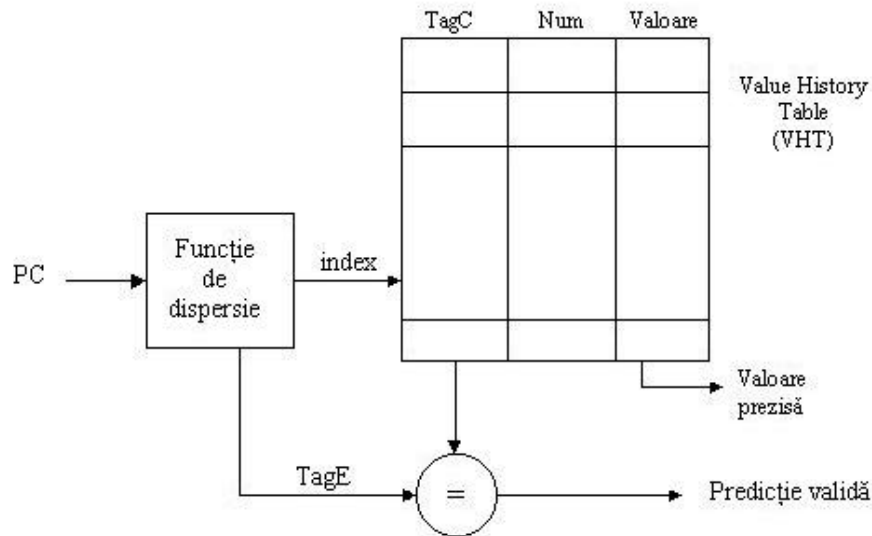 TagC Num Valoare
Value History
Table
(VHT)
Funcție
de
dispersie
PC
index
Valoare
prezisă
TagE
=
Predicție validă